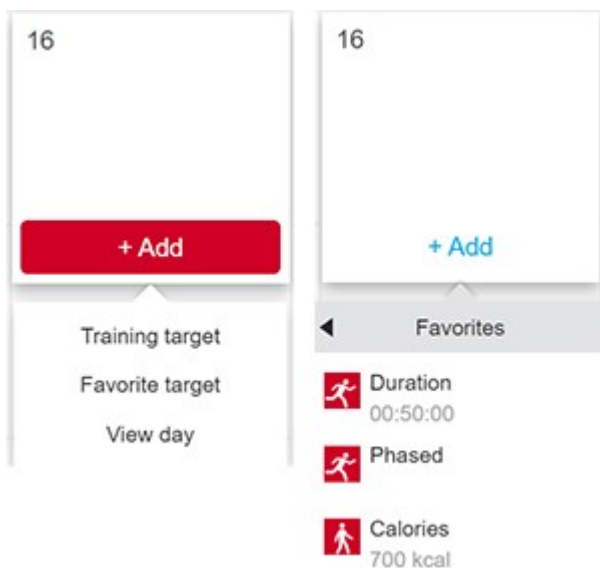 16
+ Add
Training target
Favorite target
View day
16
+ Add
Favorites
Duration
00:50:00
Phased
Calories
700 kcal